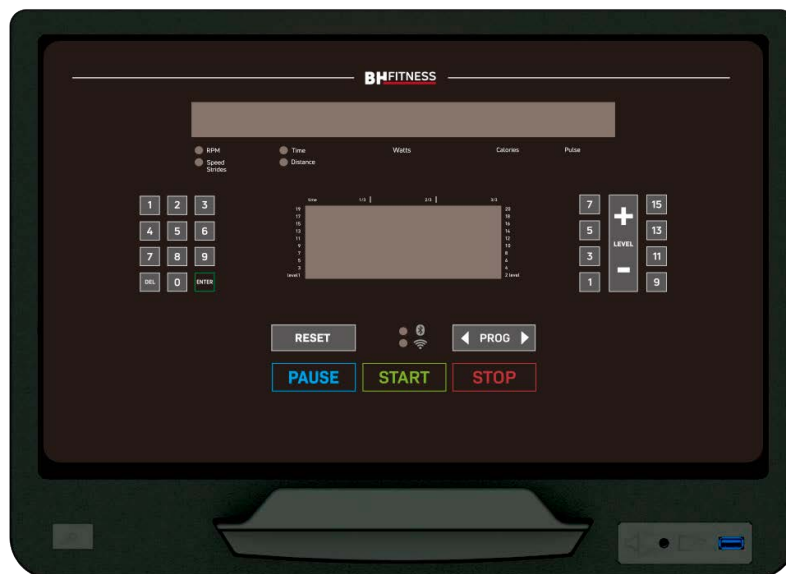 BHFITNESS
RPM
Speed
Strides
Time
Distance
Watts
Calories
Pulse
1 2 3
4 5 6
7 8 9
DEL 0 ENTER
time 1/3 2/3 3/3
19 20
17 18
15 16
13 14
11 12
9 10
7 8
5 6
3 4
level 1 2 level
7 15
5 13
3 11
1 9
+
LEVEL
-
RESET
PROG
PAUSE
START
STOP